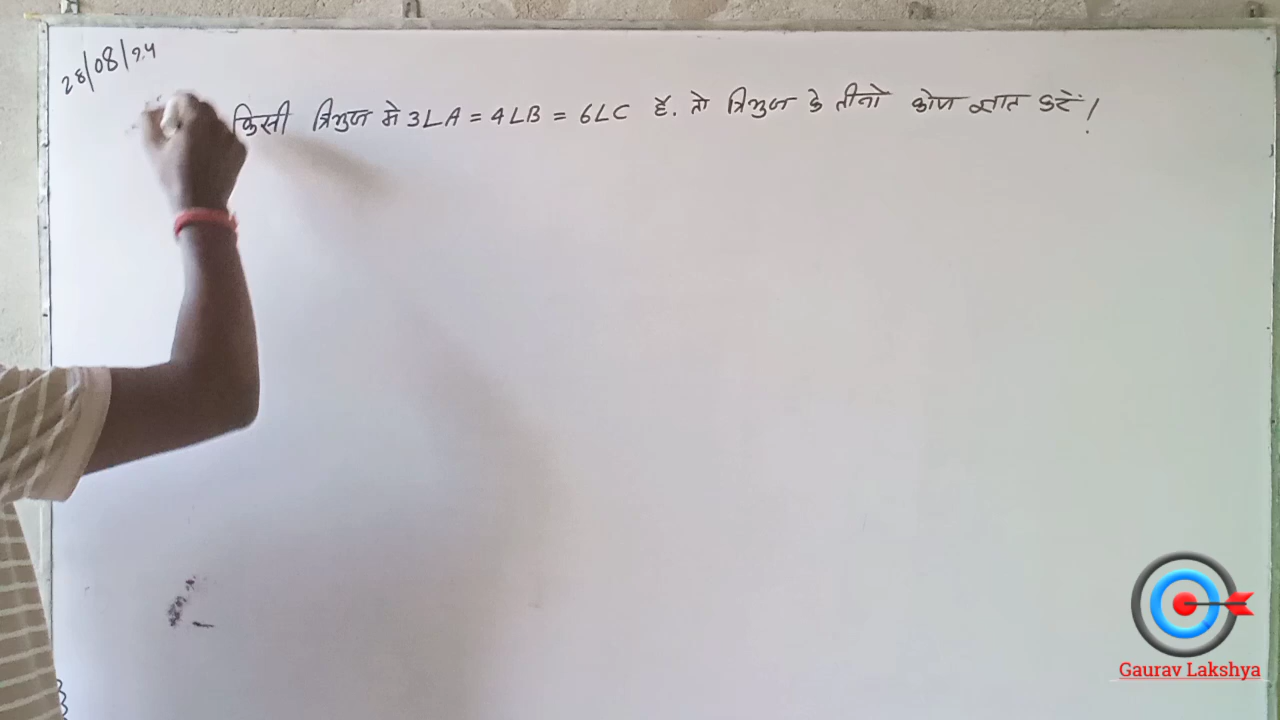 28/08/24
किसी त्रिभुज मे 3∠A = 4∠B = 6∠C हैं. तो त्रिभुज के तीनो कोण ज्ञात करें।
Gaurav Lakshya